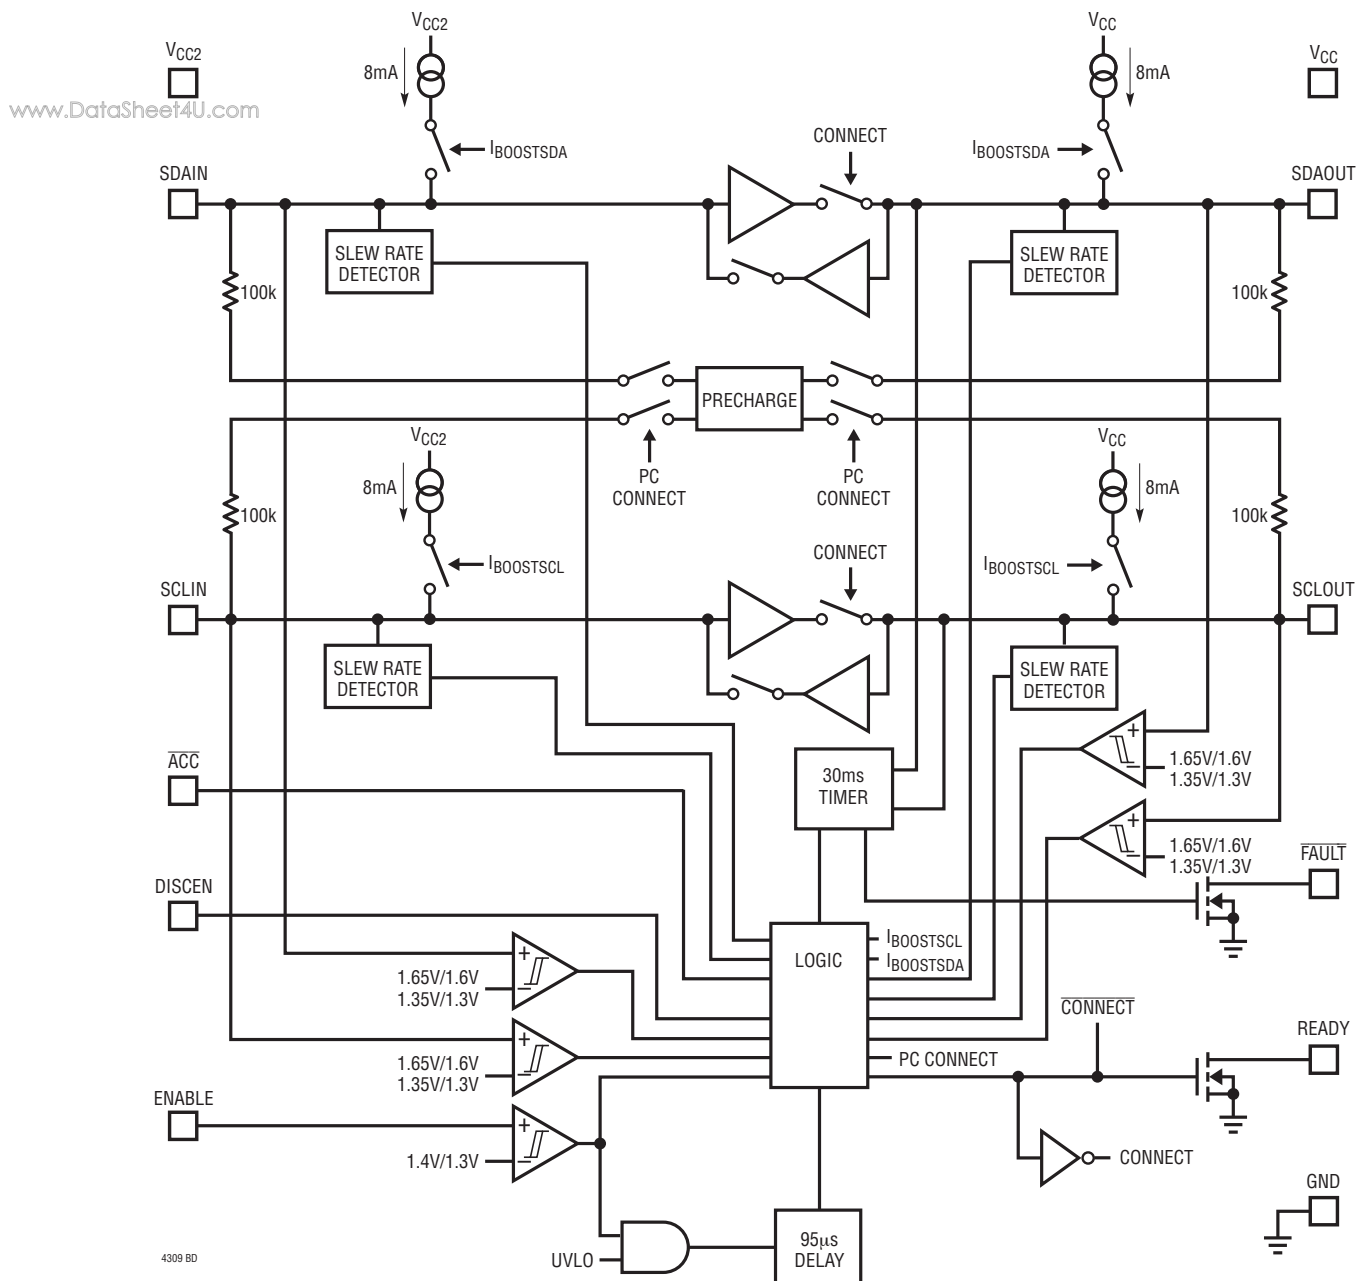 VCC2
VCC
VCC2
VCC
8mA
8mA
www.DataSheet4U.com
CONNECT
IBOOSTSDA
IBOOSTSDA
SDAIN
SDAOUT
SLEW RATE
DETECTOR
SLEW RATE
DETECTOR
100k
100k
PRECHARGE
VCC2
VCC
PC
CONNECT
PC
CONNECT
8mA
8mA
100k
100k
CONNECT
IBOOSTSCL
IBOOSTSCL
SCLIN
SCLOUT
SLEW RATE
DETECTOR
SLEW RATE
DETECTOR
+
ACC
30ms
TIMER
−
1.65V/1.6V
1.35V/1.3V
+
−
1.65V/1.6V
1.35V/1.3V
FAULT
DISCEN
LOGIC
IBOOSTSCL
IBOOSTSDA
+
1.65V/1.6V
1.35V/1.3V
−
CONNECT
READY
+
1.65V/1.6V
1.35V/1.3V
−
PC CONNECT
ENABLE
+
1.4V/1.3V
−
CONNECT
GND
UVLO
95µs
DELAY
4309 BD